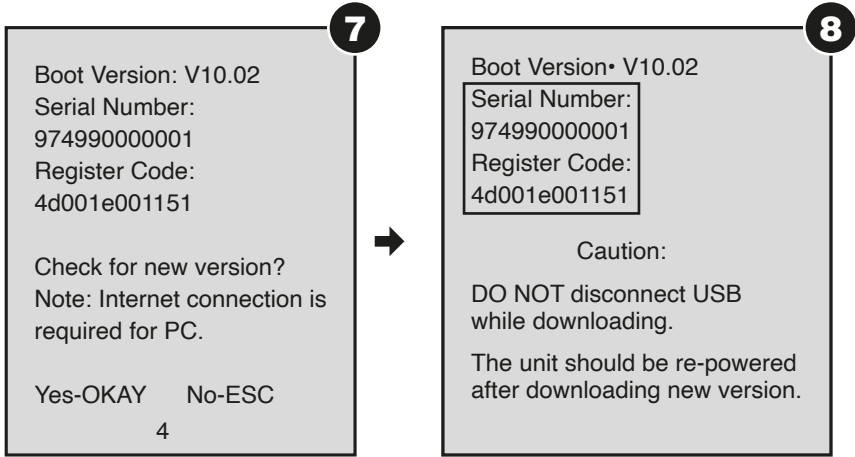 7
Boot Version: V10.02
Serial Number:
974990000001
Register Code:
4d001e001151
Check for new version?
Note: Internet connection is
required for PC.
Yes-OKAY No-ESC
4
8
Boot Version• V10.02
Serial Number:
974990000001
Register Code:
4d001e001151
Caution:
DO NOT disconnect USB
while downloading.
The unit should be re-powered
after downloading new version.